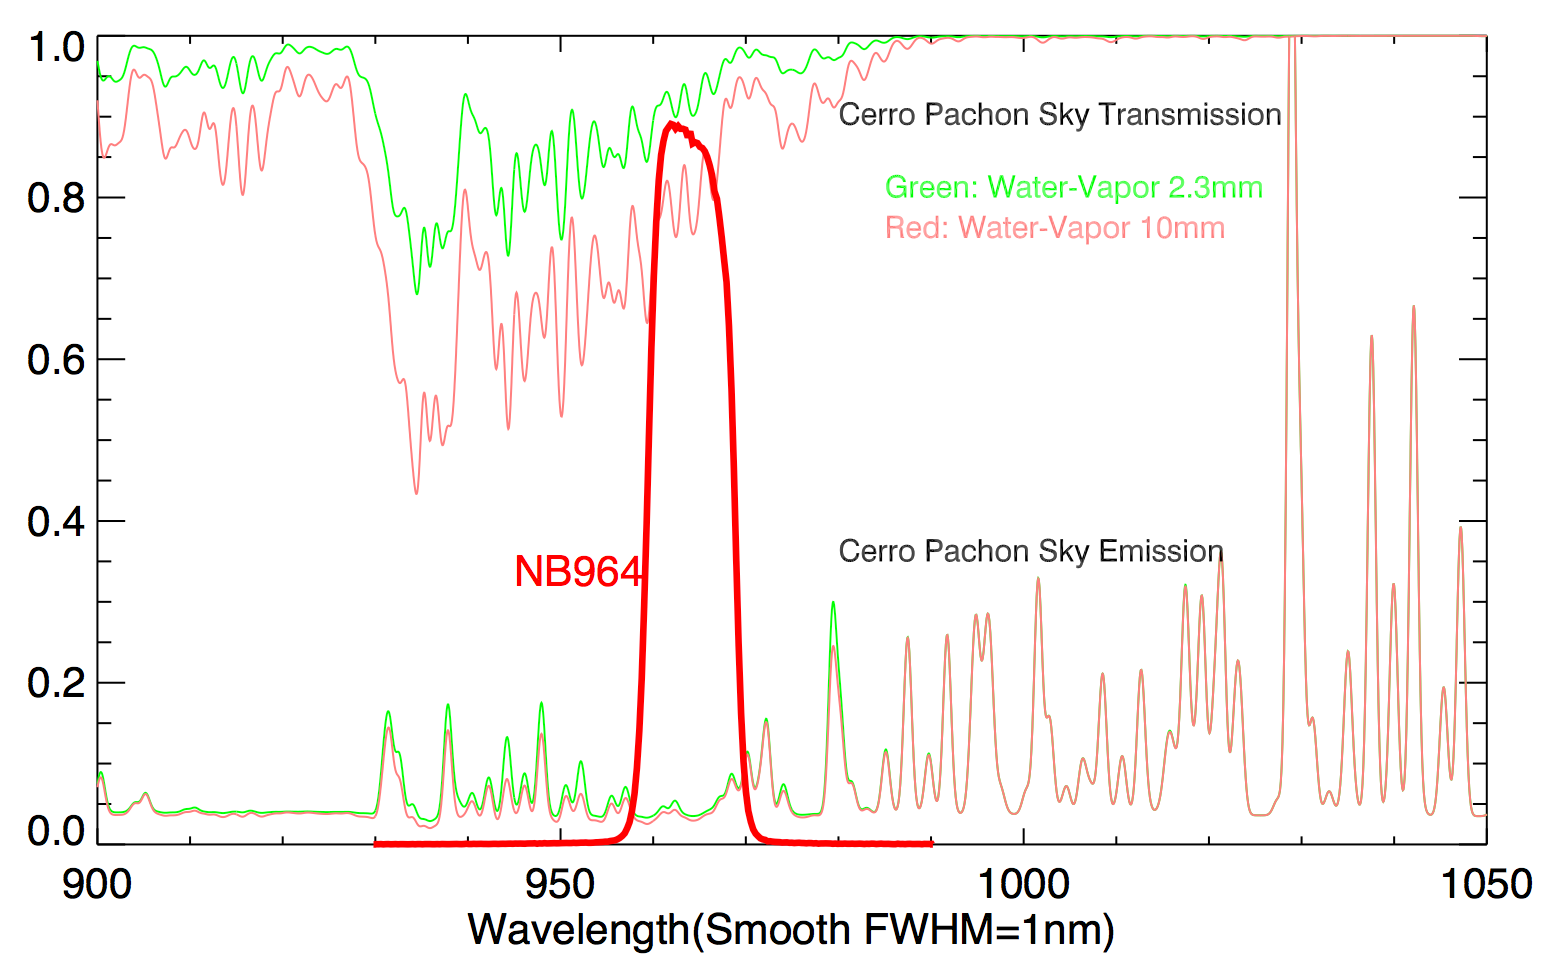 1.0
Cerro Pachon Sky Transmission
0.8
Green: Water-Vapor 2.3mm
Red: Water-Vapor 10mm
0.6
0.4
Cerro Pachon Sky Emission
NB964
0.2
0.0
900 950 1000 1050
Wavelength(Smooth FWHM=1nm)